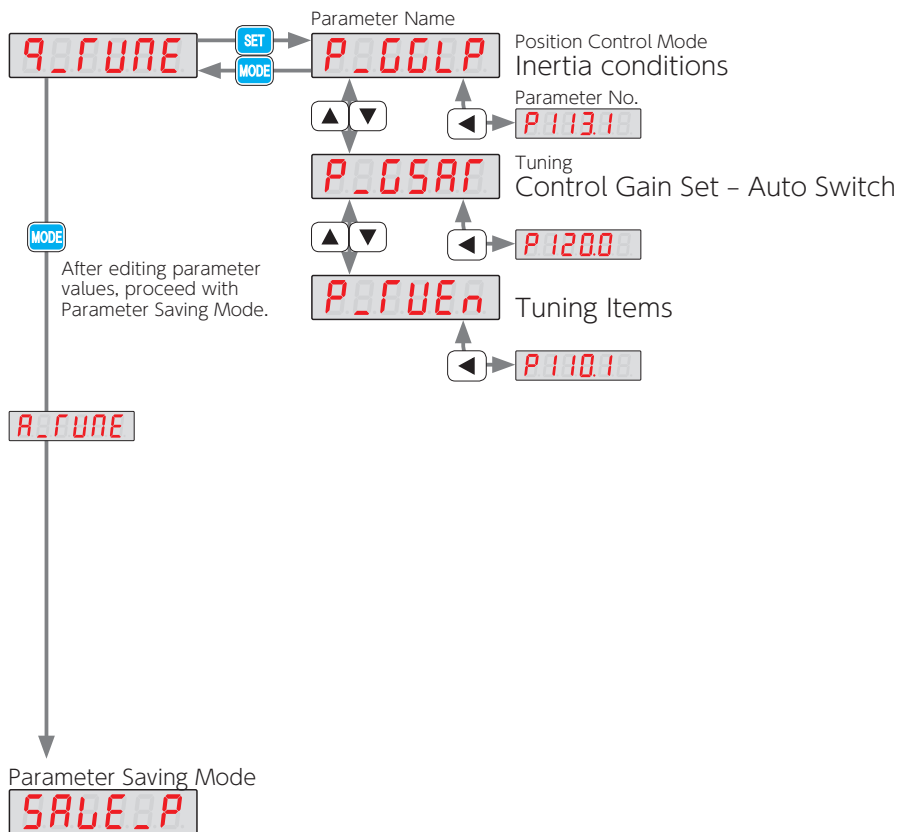 Parameter Name
q_TUNE
SET
MODE
P_GGLP
Position Control Mode
Inertia conditions
Parameter No.
P113.1
P_GSAT
Tuning
Control Gain Set – Auto Switch
P120.0
MODE
After editing parameter
values, proceed with
Parameter Saving Mode.
P_TUEn
Tuning Items
P110.1
A_TUNE
Parameter Saving Mode
SAvE_P